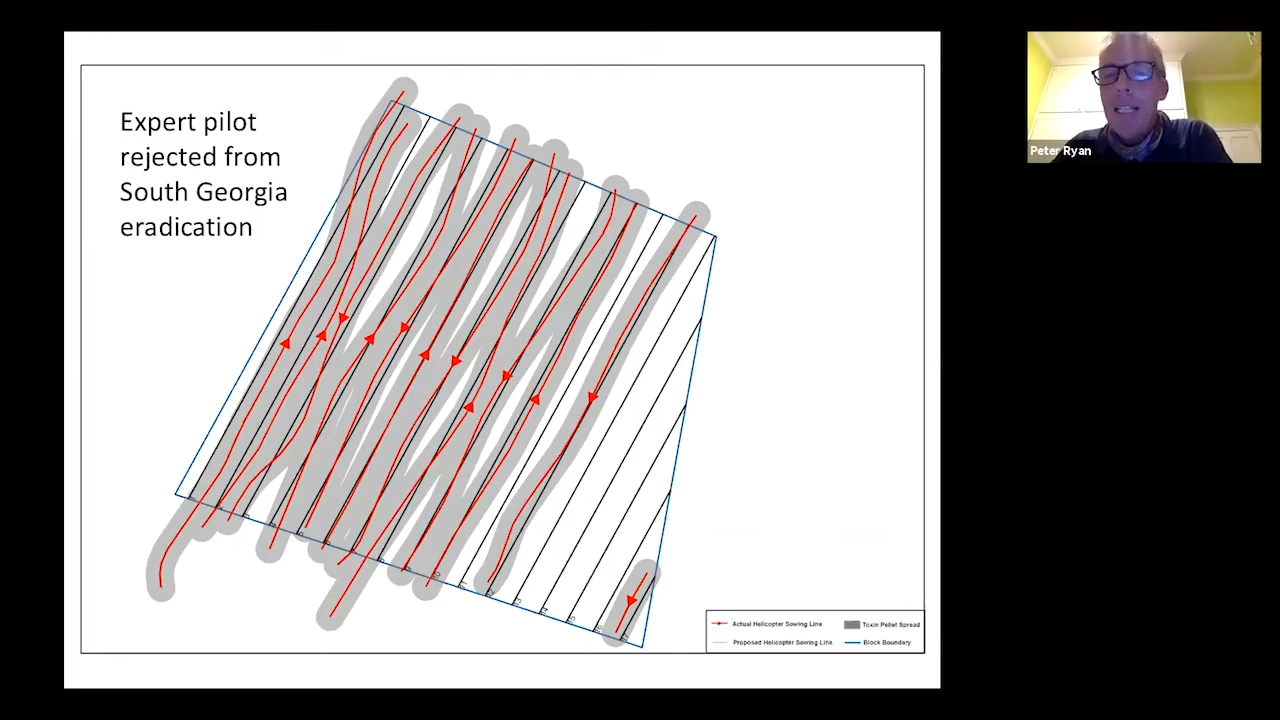 Expert pilot
rejected from
South Georgia
eradication
Peter Ryan
Actual Helicopter Sowing Line
Toxin Pellet Spread
Proposed Helicopter Sowing Line
Block Boundary